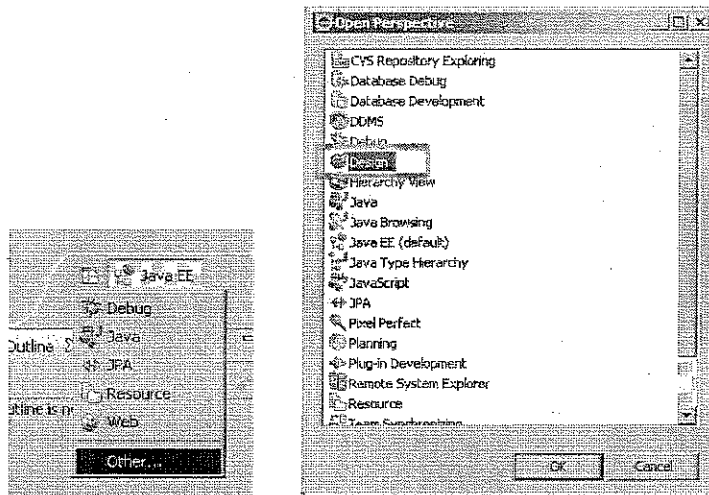 Java EE
Debug
Java
JPA
Resource
Web
Other...
Outline
Open Perspective
CVS Repository Exploring
Database Debug
Database Development
DDMS
Debug
Design
Hierarchy View
Java
Java Browsing
Java EE (default)
Java Type Hierarchy
JavaScript
JPA
Pixel Perfect
Planning
Plug-in Development
Remote System Explorer
Resource
Team Synchronizing
OK
Cancel